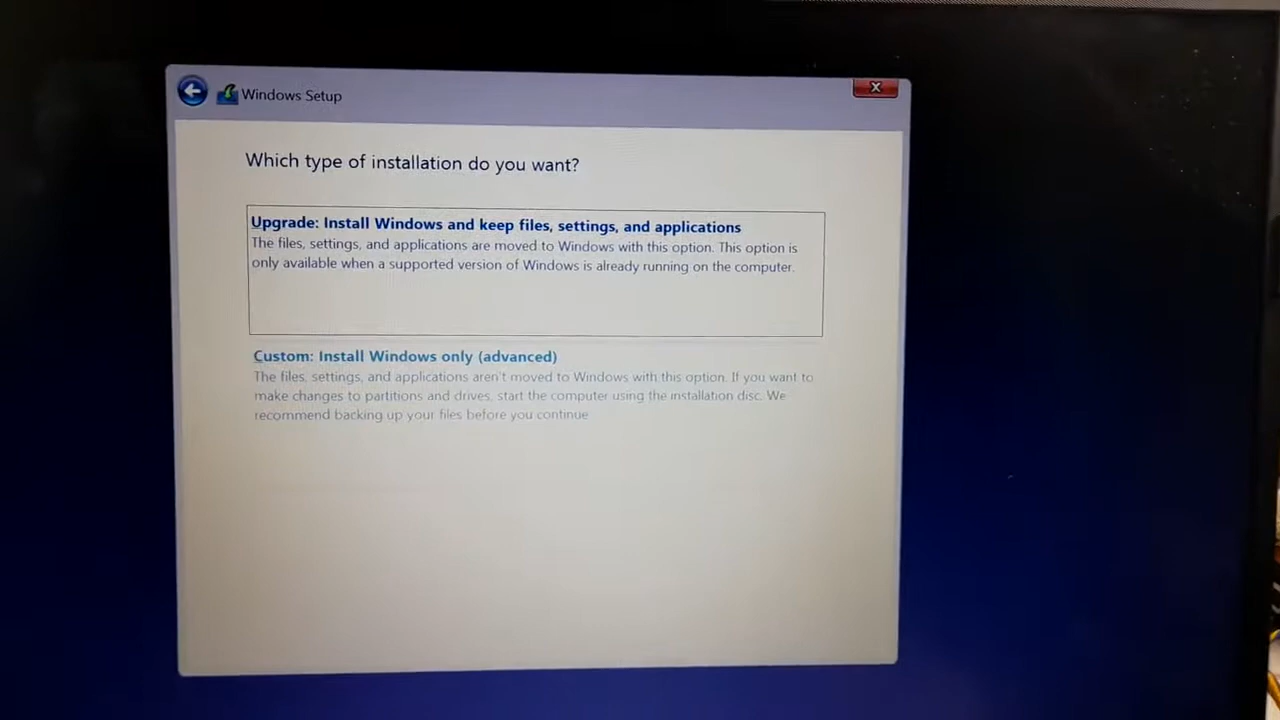 Windows Setup
Which type of installation do you want?
Upgrade: Install Windows and keep files, settings, and applications
The files, settings, and applications are moved to Windows with this option. This option is
only available when a supported version of Windows is already running on the computer.
Custom: Install Windows only (advanced)
The files, settings, and applications aren't moved to Windows with this option. If you want to
make changes to partitions and drives, start the computer using the installation disc. We
recommend backing up your files before you continue